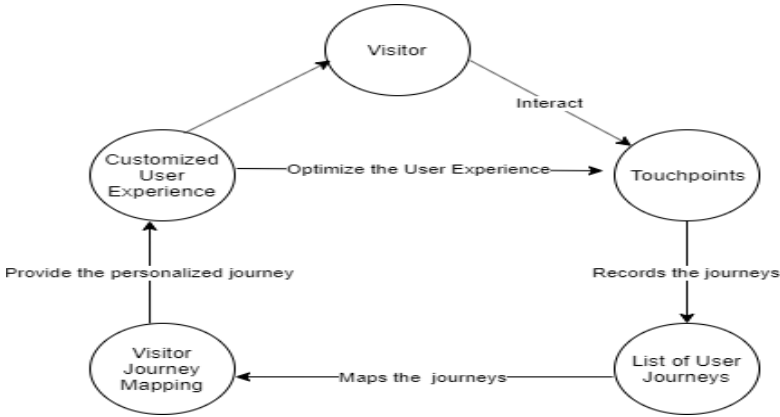 Visitor
Interact
Customized
User
Experience
Optimize the User Experience
Touchpoints
Provide the personalized journey
Records the journeys
Visitor
Journey
Mapping
Maps the journeys
List of User
Journeys